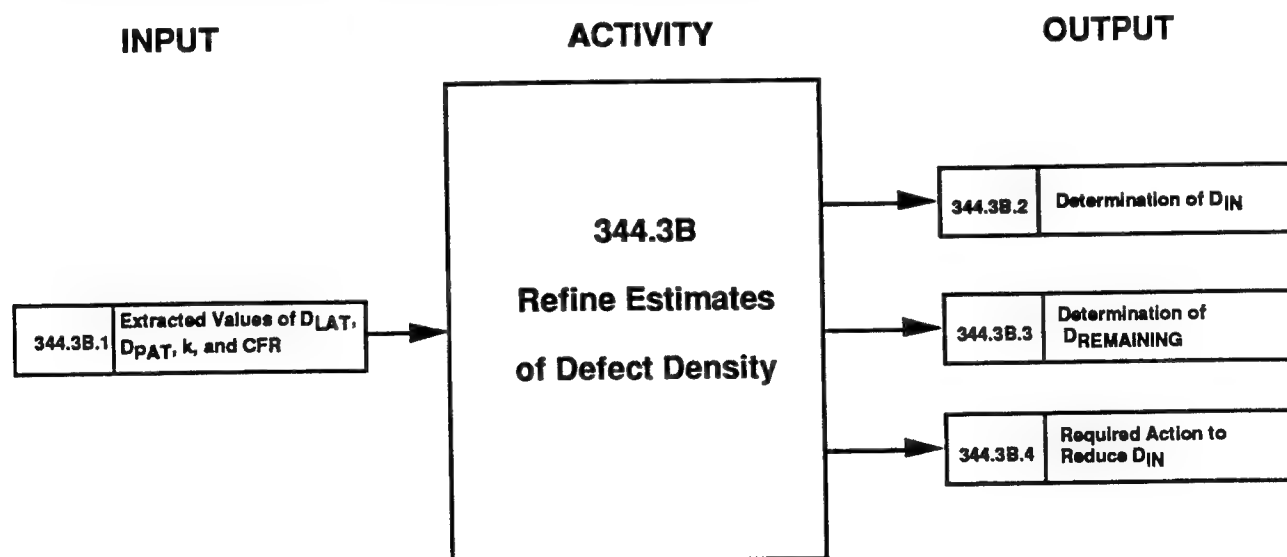 INPUT
ACTIVITY
OUTPUT
344.3B.1
Extracted Values of DLAT,
DPAT, k, and CFR
344.3B
Refine Estimates
of Defect Density
344.3B.2
Determination of DIN
344.3B.3
Determination of
DREMAINING
344.3B.4
Required Action to
Reduce DIN